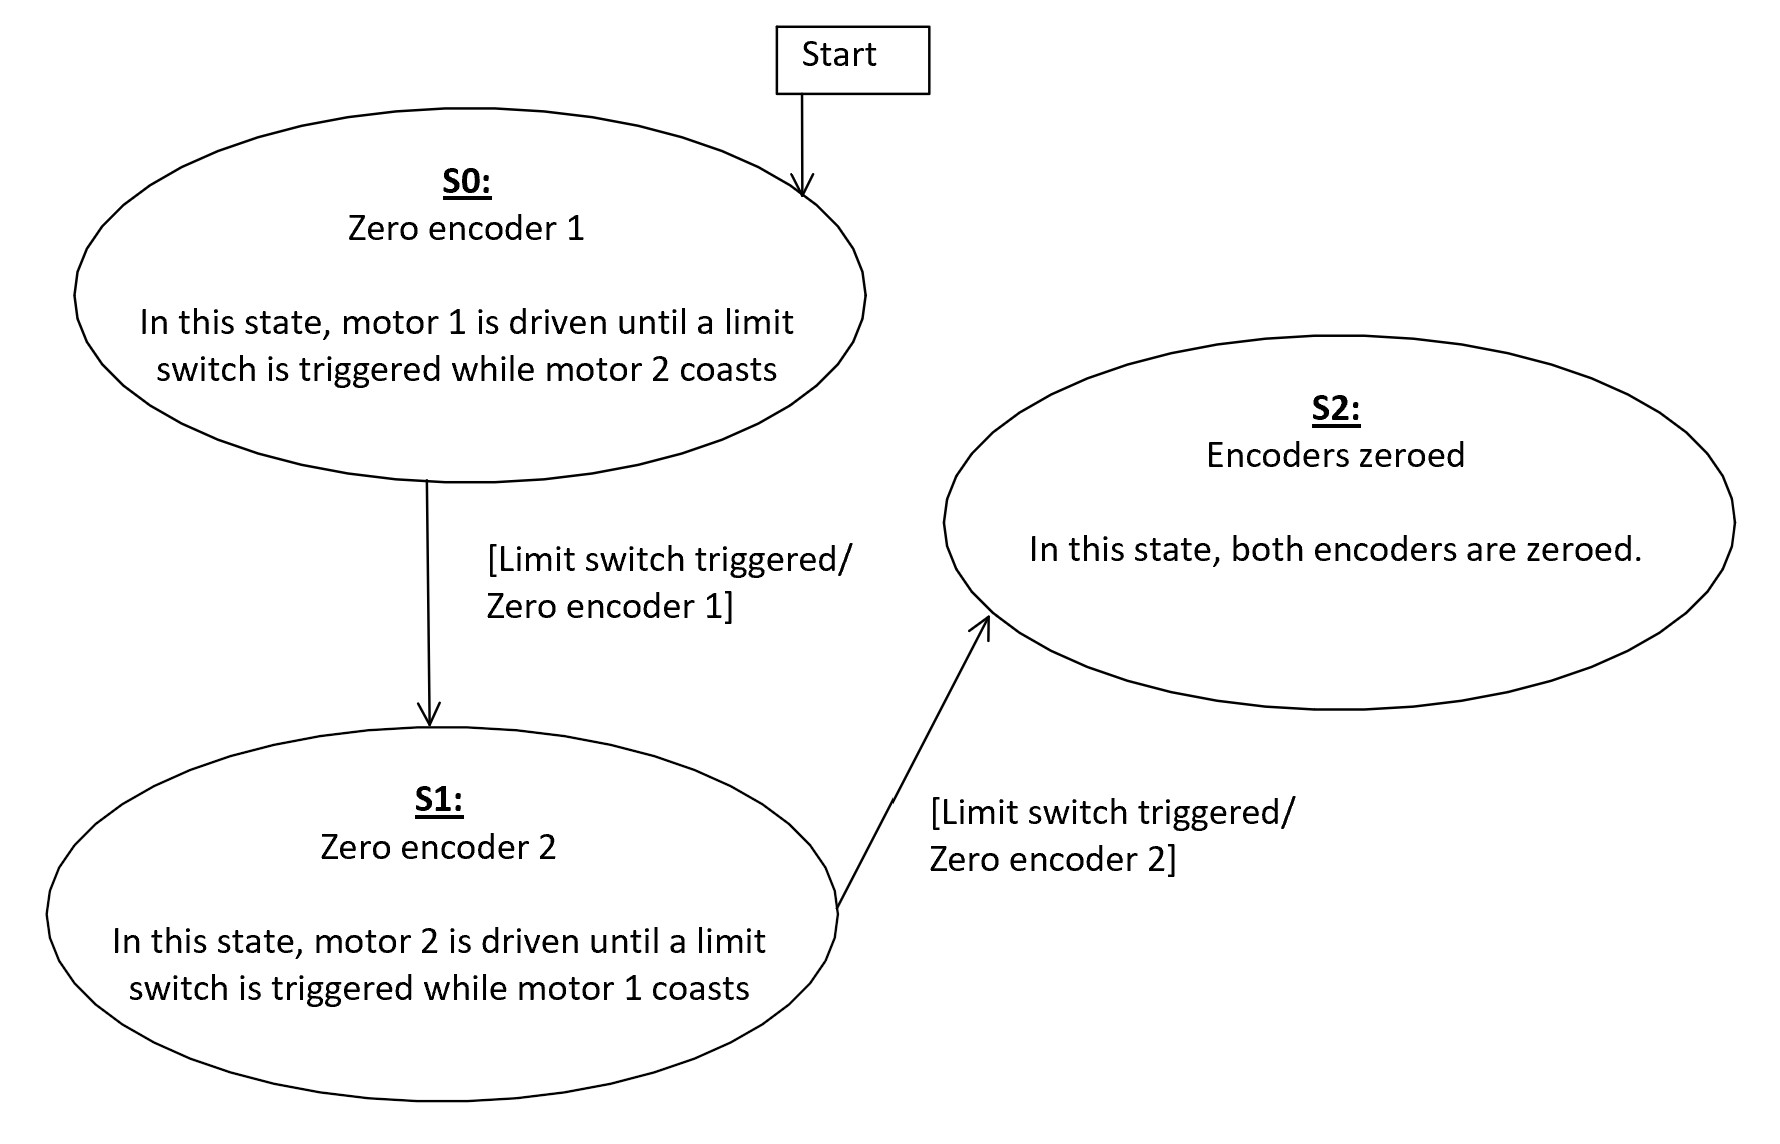 Start
S0:
Zero encoder 1
In this state, motor 1 is driven until a limit
switch is triggered while motor 2 coasts
[Limit switch triggered/
Zero encoder 1]
S1:
Zero encoder 2
In this state, motor 2 is driven until a limit
switch is triggered while motor 1 coasts
[Limit switch triggered/
Zero encoder 2]
S2:
Encoders zeroed
In this state, both encoders are zeroed.